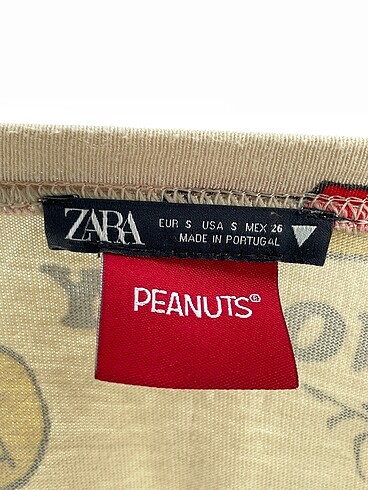 ZARA
EUR S USA S MEX 26
MADE IN PORTUGAL
PEANUTS®